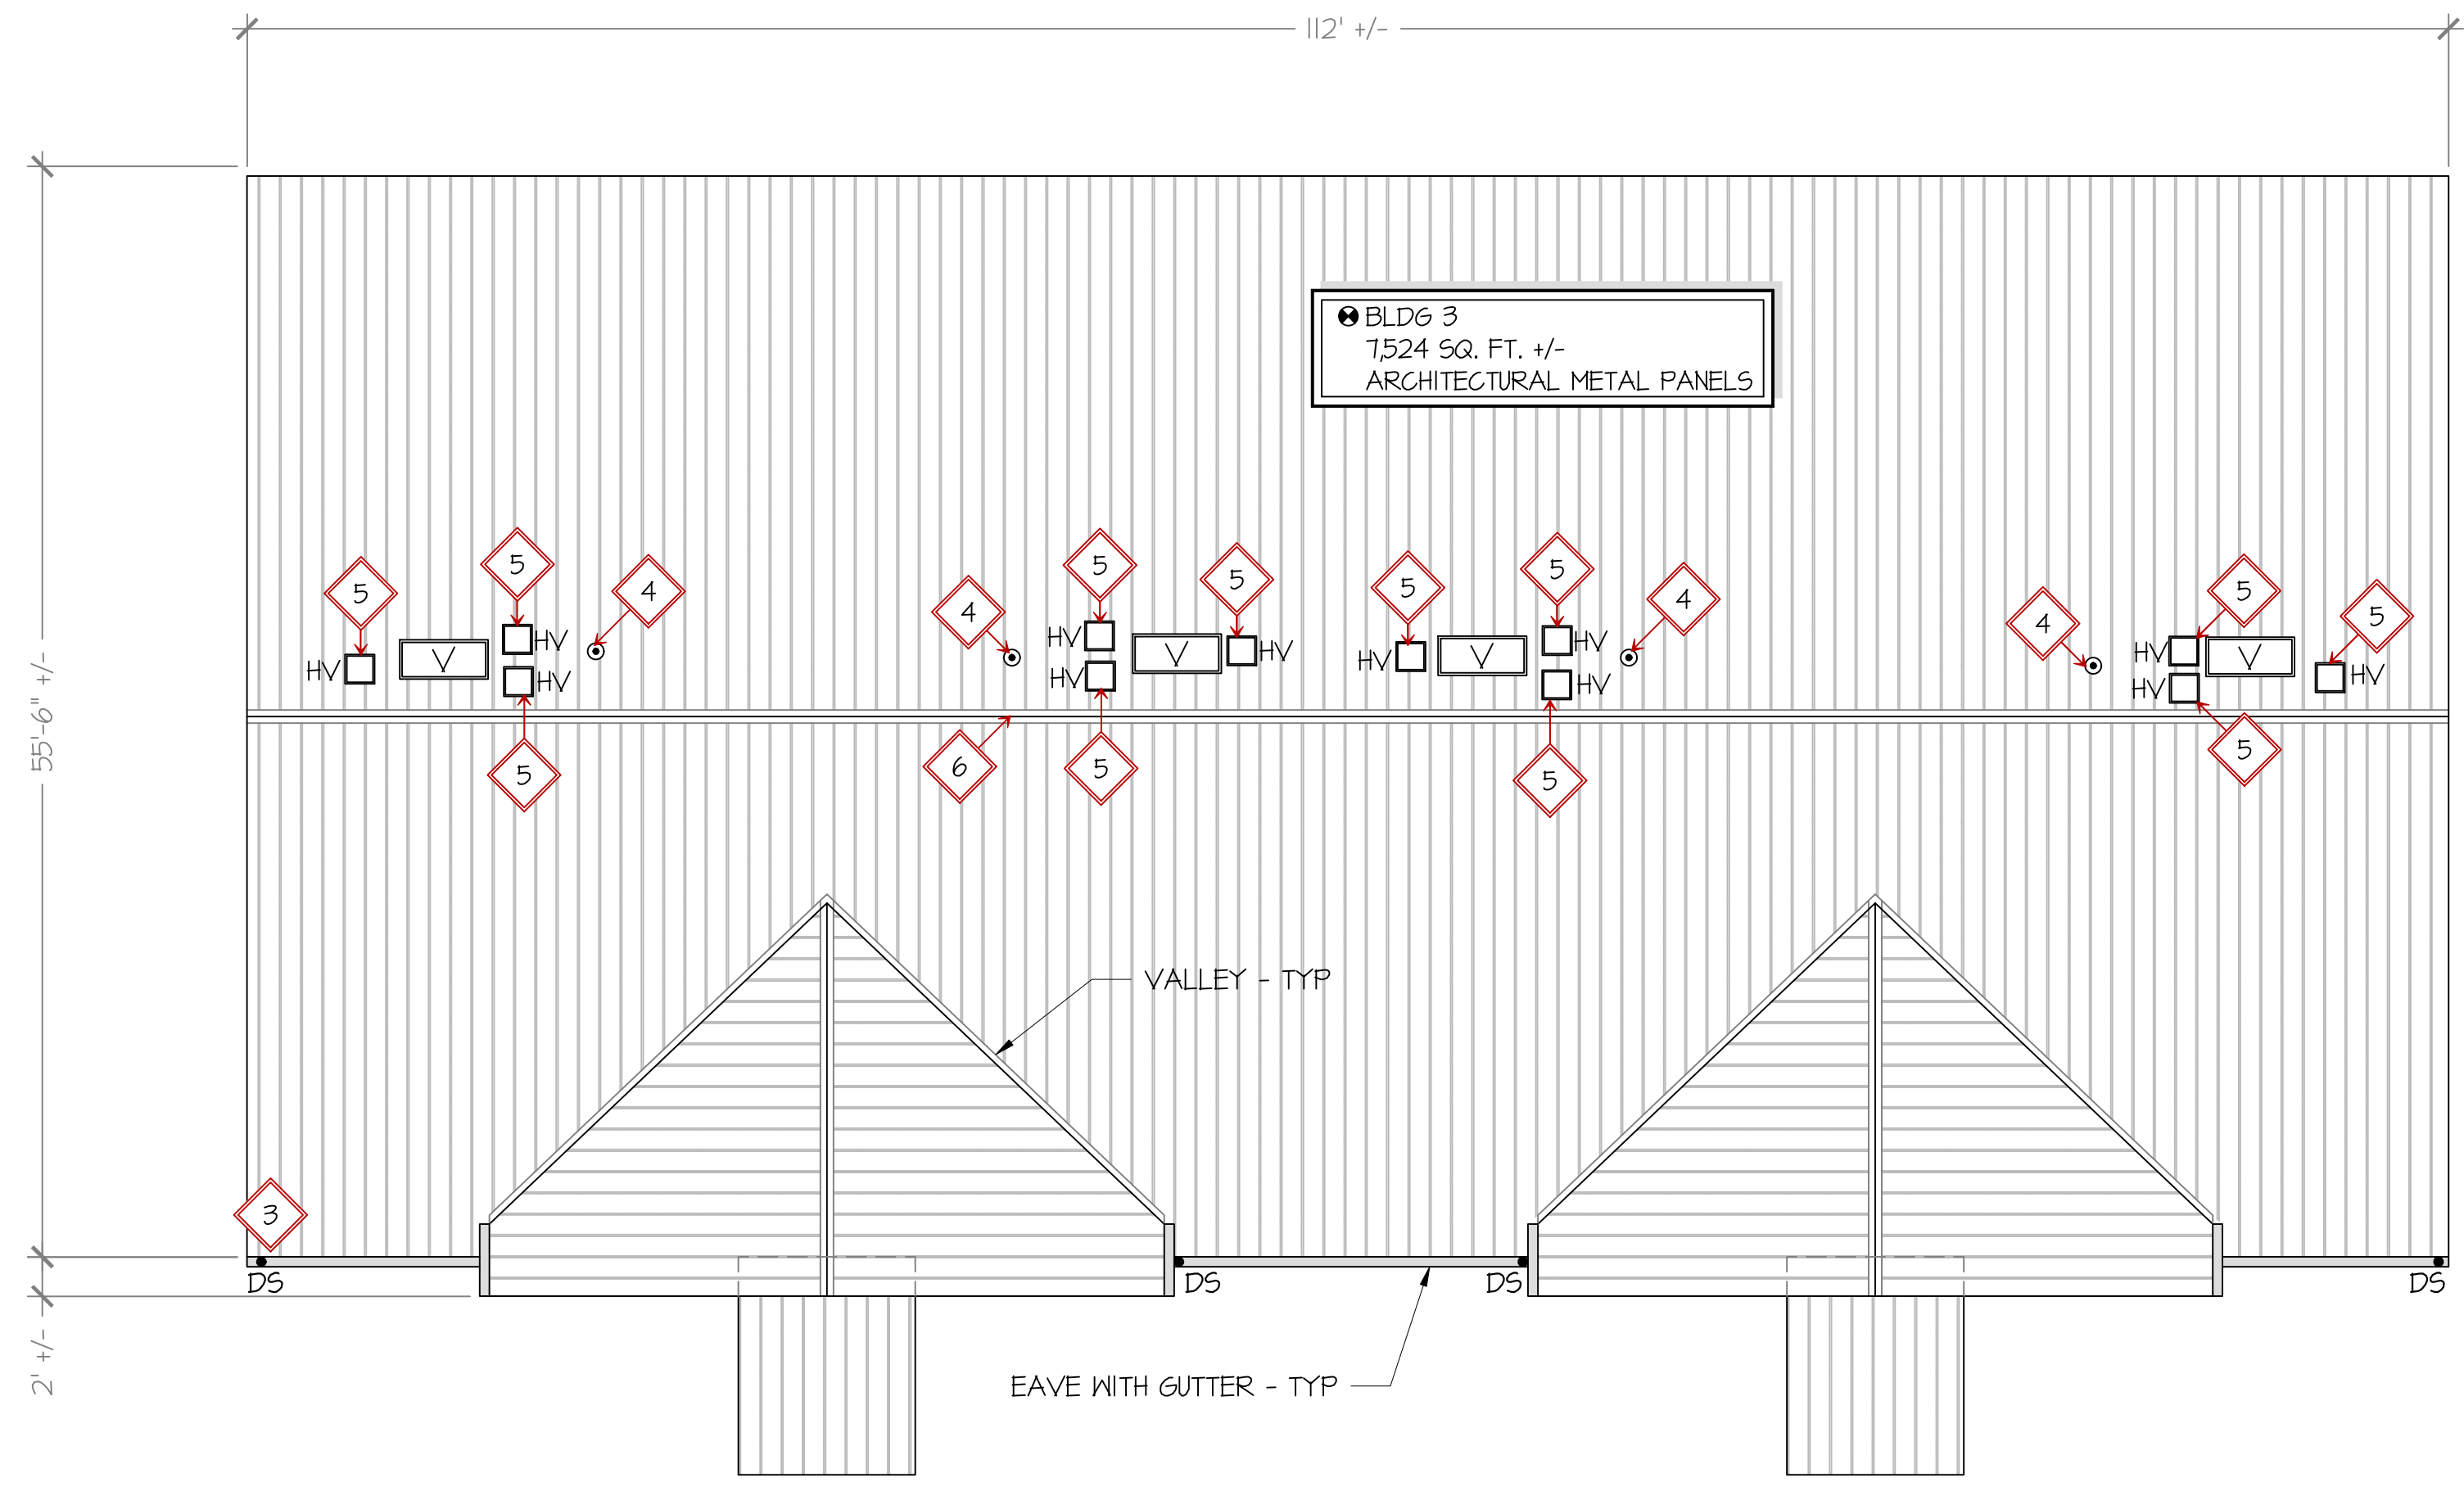 112' +/-
BLDG 3
7,524 SQ. FT. +/-
ARCHITECTURAL METAL PANELS
55'-6" +/-
5
5
4
4
5
5
5
5
4
4
5
5
HV
V
HV
HV
HV
HV
V
HV
HV
V
HV
HV
HV
HV
V
HV
5
6
5
5
5
VALLEY - TYP
3
DS
DS
DS
DS
2' +/-
EAVE WITH GUTTER - TYP